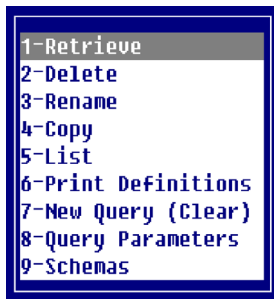 1-Retrieve
2-Delete
3-Rename
4-Copy
5-List
6-Print Definitions
7-New Query (Clear)
8-Query Parameters
9-Schemas